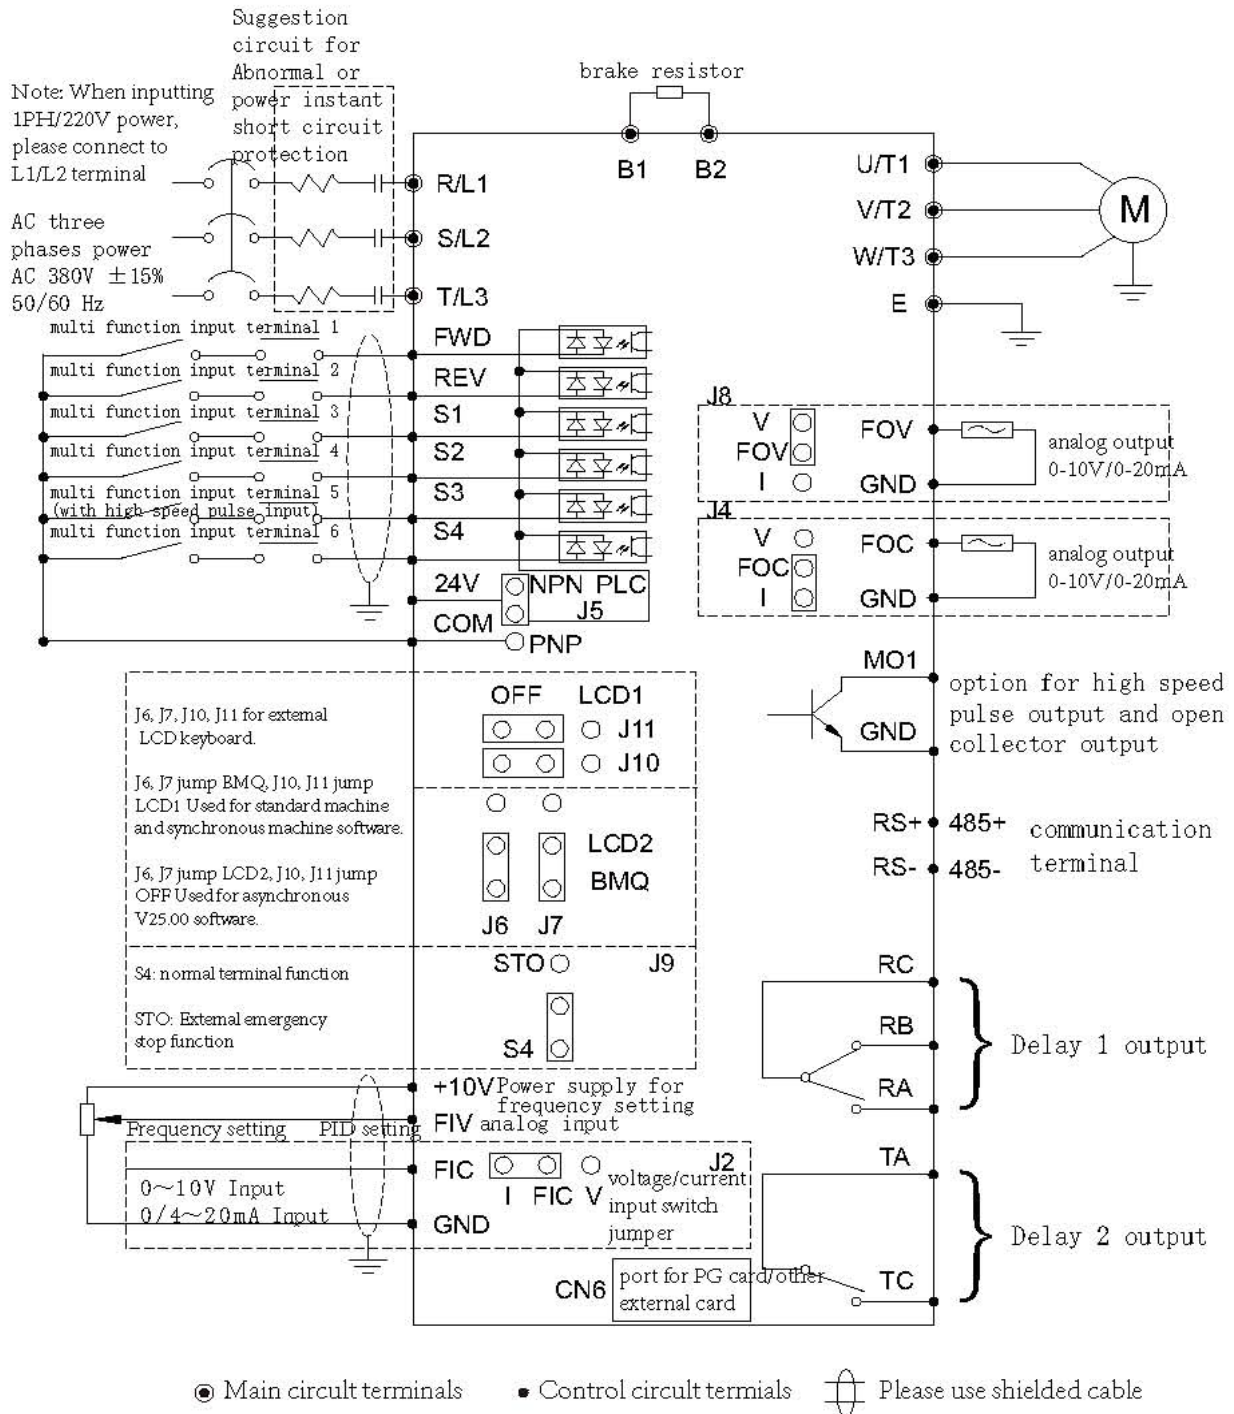 Suggestion
circuit for
Abnormal or
power instant
short circuit
protection
Note: When inputting
1PH/220V power,
please connect to
L1/L2 terminal
AC three
phases power
AC 380V ±15%
50/60 Hz
brake resistor
B1 B2
R/L1
S/L2
T/L3
U/T1
V/T2
W/T3
E
M
multi function input terminal 1
multi function input terminal 2
multi function input terminal 3
multi function input terminal 4
multi function input terminal 5
(with high-speed pulse input)
multi function input terminal 6
FWD
REV
S1
S2
S3
S4
24V
COM
NPN PLC
J5
PNP
J8
V
FOV
I
FOV
GND
analog output
0-10V/0-20mA
J4
V
FOC
I
FOC
GND
analog output
0-10V/0-20mA
MO1
GND
option for high speed
pulse output and open
collector output
RS+ 485+
RS- 485-
communication
terminal
J6, J7, J10, J11 for external
LCD keyboard.
J6, J7 jump BMQ, J10, J11 jump
LCD1 Used for standard machine
and synchronous machine software.
J6, J7 jump LCD2, J10, J11 jump
OFF Used for asynchronous
V25.00 software.
OFF LCD1
J11
J10
LCD2
BMQ
J6 J7
S4: normal terminal function
STO: External emergency
stop function
STO J9
S4
RC
RB
RA
Delay 1 output
+10V Power supply for
frequency setting
FIV analog input
Frequency setting PID setting
FIC
J2
I FIC V
voltage/current
input switch
jumper
0～10V Input
0/4～20mA Input
GND
TA
TC
Delay 2 output
CN6
port for PG card/other
external card
Main circult terminals
Control circult termials
Please use shielded cable